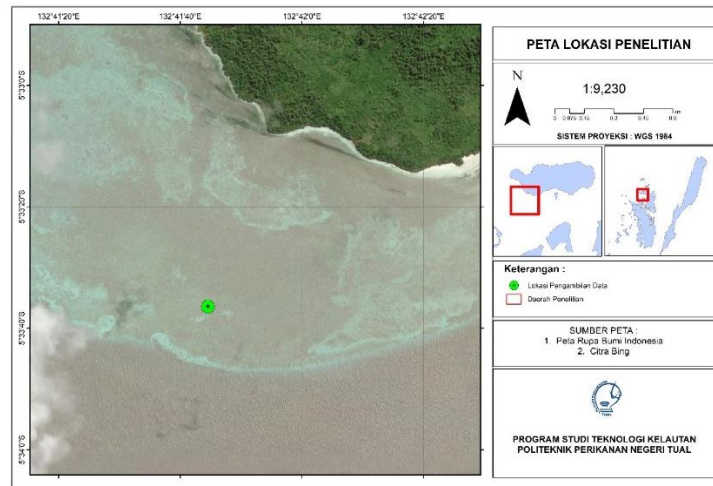 132°41'20"E 132°41'40"E 132°42'0"E 132°42'20"E
5°33'0"S
5°33'20"S
5°33'40"S
5°34'0"S
PETA LOKASI PENELITIAN
N
1:9,230
0 0.075 0.15 0.3 0.45 0.6
km
SISTEM PROYEKSI : WGS 1984
Keterangan :
Lokasi Pengambilan Data
Daerah Penelitian
SUMBER PETA :
1. Peta Rupa Bumi Indonesia
2. Citra Bing
PROGRAM STUDI TEKNOLOGI KELAUTAN
POLITEKNIK PERIKANAN NEGERI TUAL